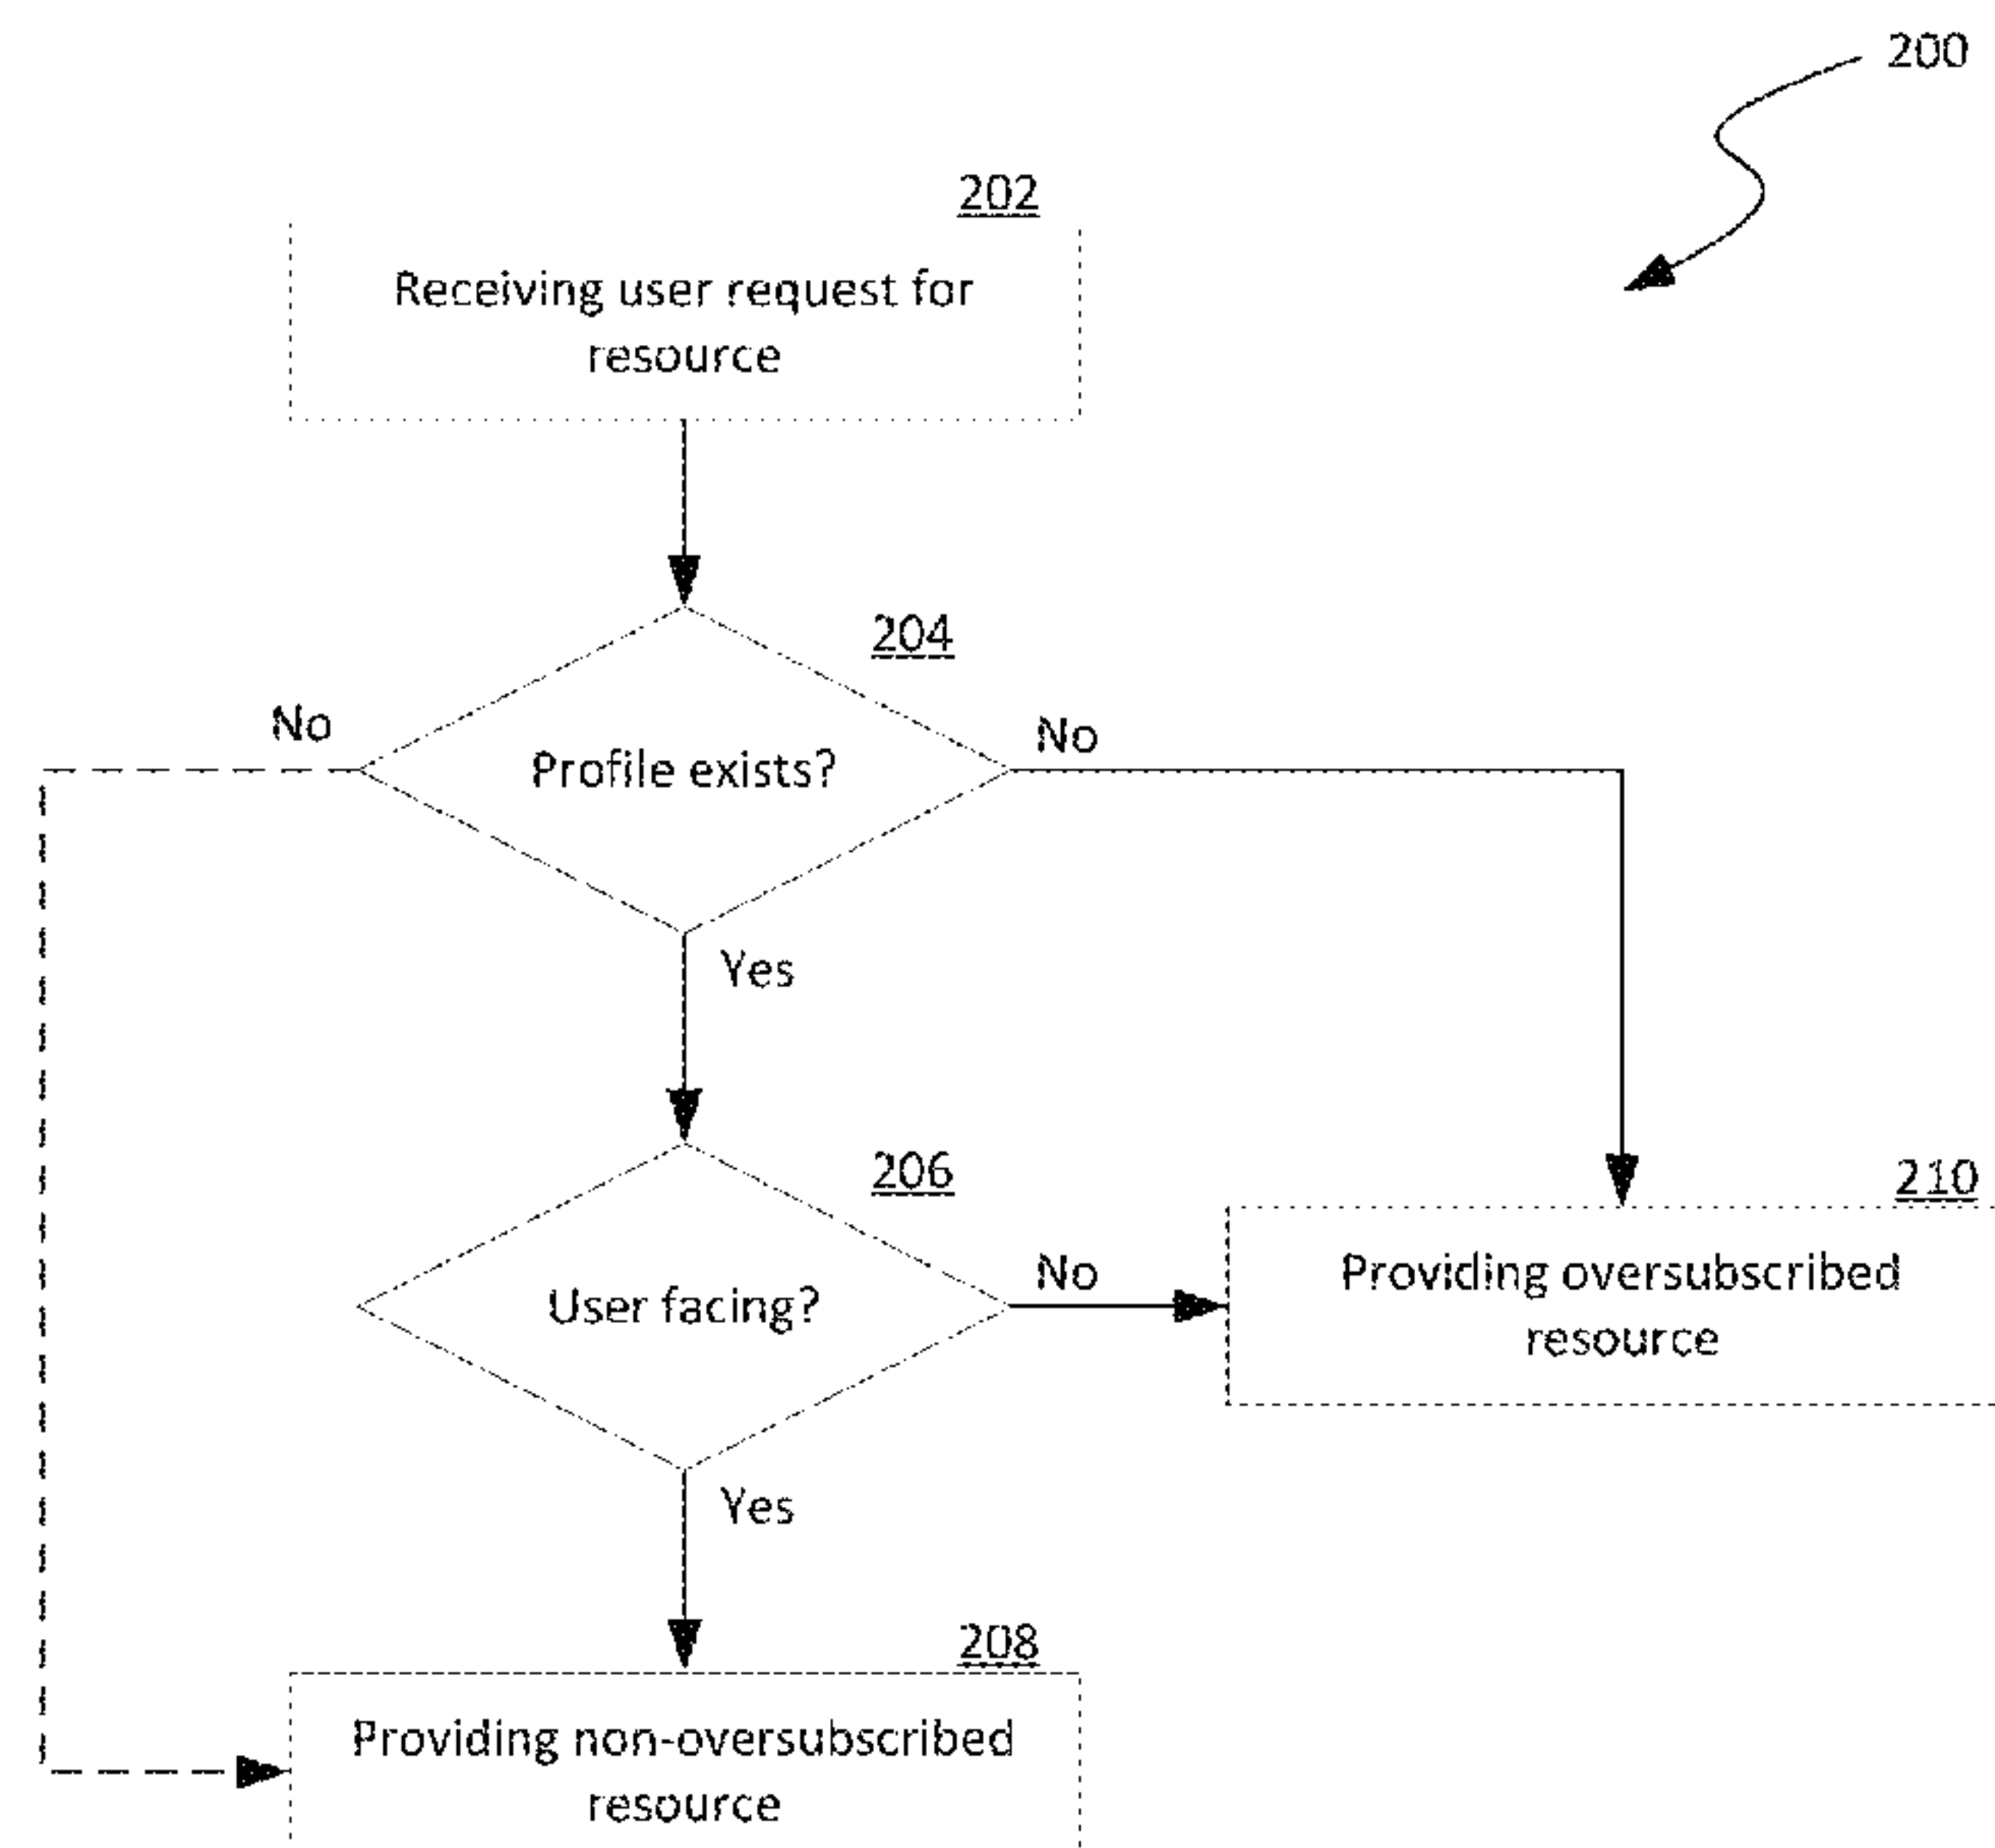 200
202
Receiving user request for
resource
204
No
Profile exists?
No
Yes
206
User facing?
No
210
Providing oversubscribed
resource
Yes
208
Providing non-oversubscribed
resource